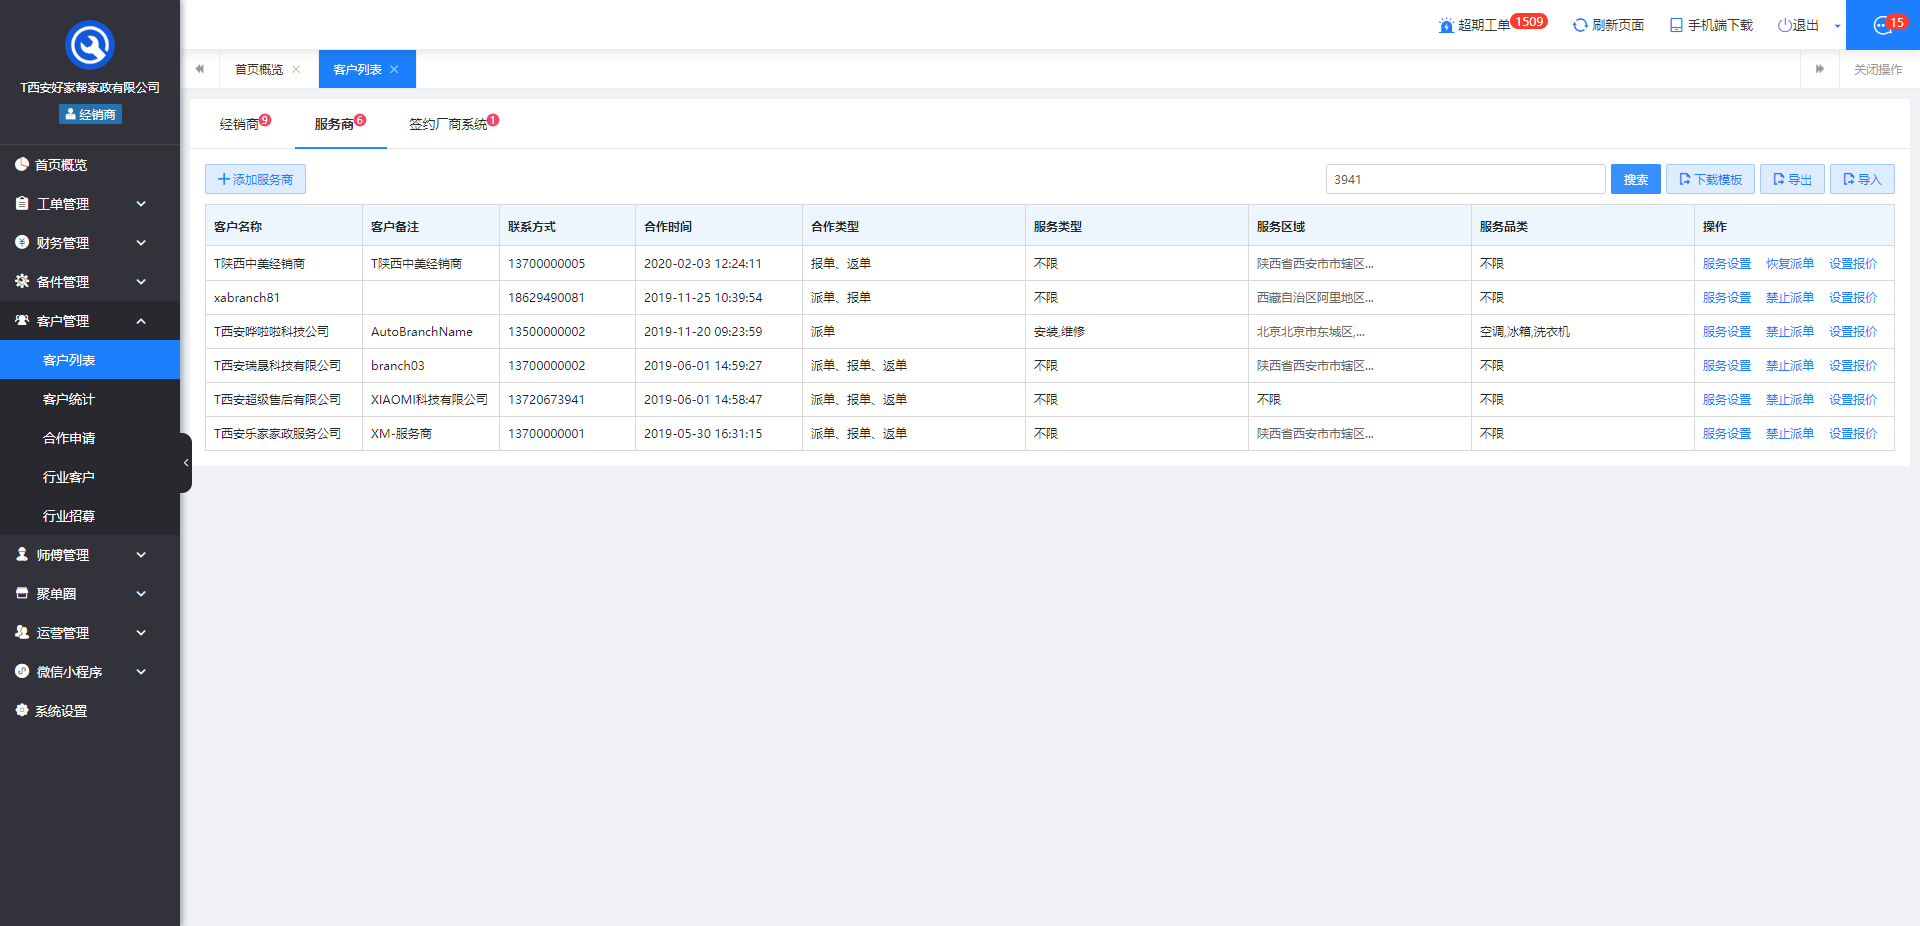 超期工单 1509 刷新页面 手机端下载 退出 15
T西安好家帮家政有限公司
经销商
首页概览 客户列表 关闭操作
首页概览
工单管理
财务管理
备件管理
客户管理
客户列表
客户统计
合作申请
行业客户
行业招募
师傅管理
聚单圈
运营管理
微信小程序
系统设置
经销商 9 服务商 6 签约厂商系统 1
添加服务商 3941 搜索 下载模板 导出 导入
客户名称 客户备注 联系方式 合作时间 合作类型 服务类型 服务区域 服务品类 操作
T陕西中美经销商 T陕西中美经销商 13700000005 2020-02-03 12:24:11 报单、返单 不限 陕西省西安市市辖区... 不限 服务设置 恢复派单 设置报价
xabranch81 18629490081 2019-11-25 10:39:54 派单、报单 不限 西藏自治区阿里地区... 不限 服务设置 禁止派单 设置报价
T西安哗啦啦科技公司 AutoBranchName 13500000002 2019-11-20 09:23:59 派单 安装,维修 北京北京市东城区,... 空调,冰箱,洗衣机 服务设置 禁止派单 设置报价
T西安瑞晟科技有限公司 branch03 13700000002 2019-06-01 14:59:27 派单、报单、返单 不限 陕西省西安市市辖区... 不限 服务设置 禁止派单 设置报价
T西安超级售后有限公司 XIAOMI科技有限公司 13720673941 2019-06-01 14:58:47 派单、报单、返单 不限 不限 不限 服务设置 禁止派单 设置报价
T西安乐家家政服务公司 XM-服务商 13700000001 2019-05-30 16:31:15 派单、报单、返单 不限 陕西省西安市市辖区... 不限 服务设置 禁止派单 设置报价